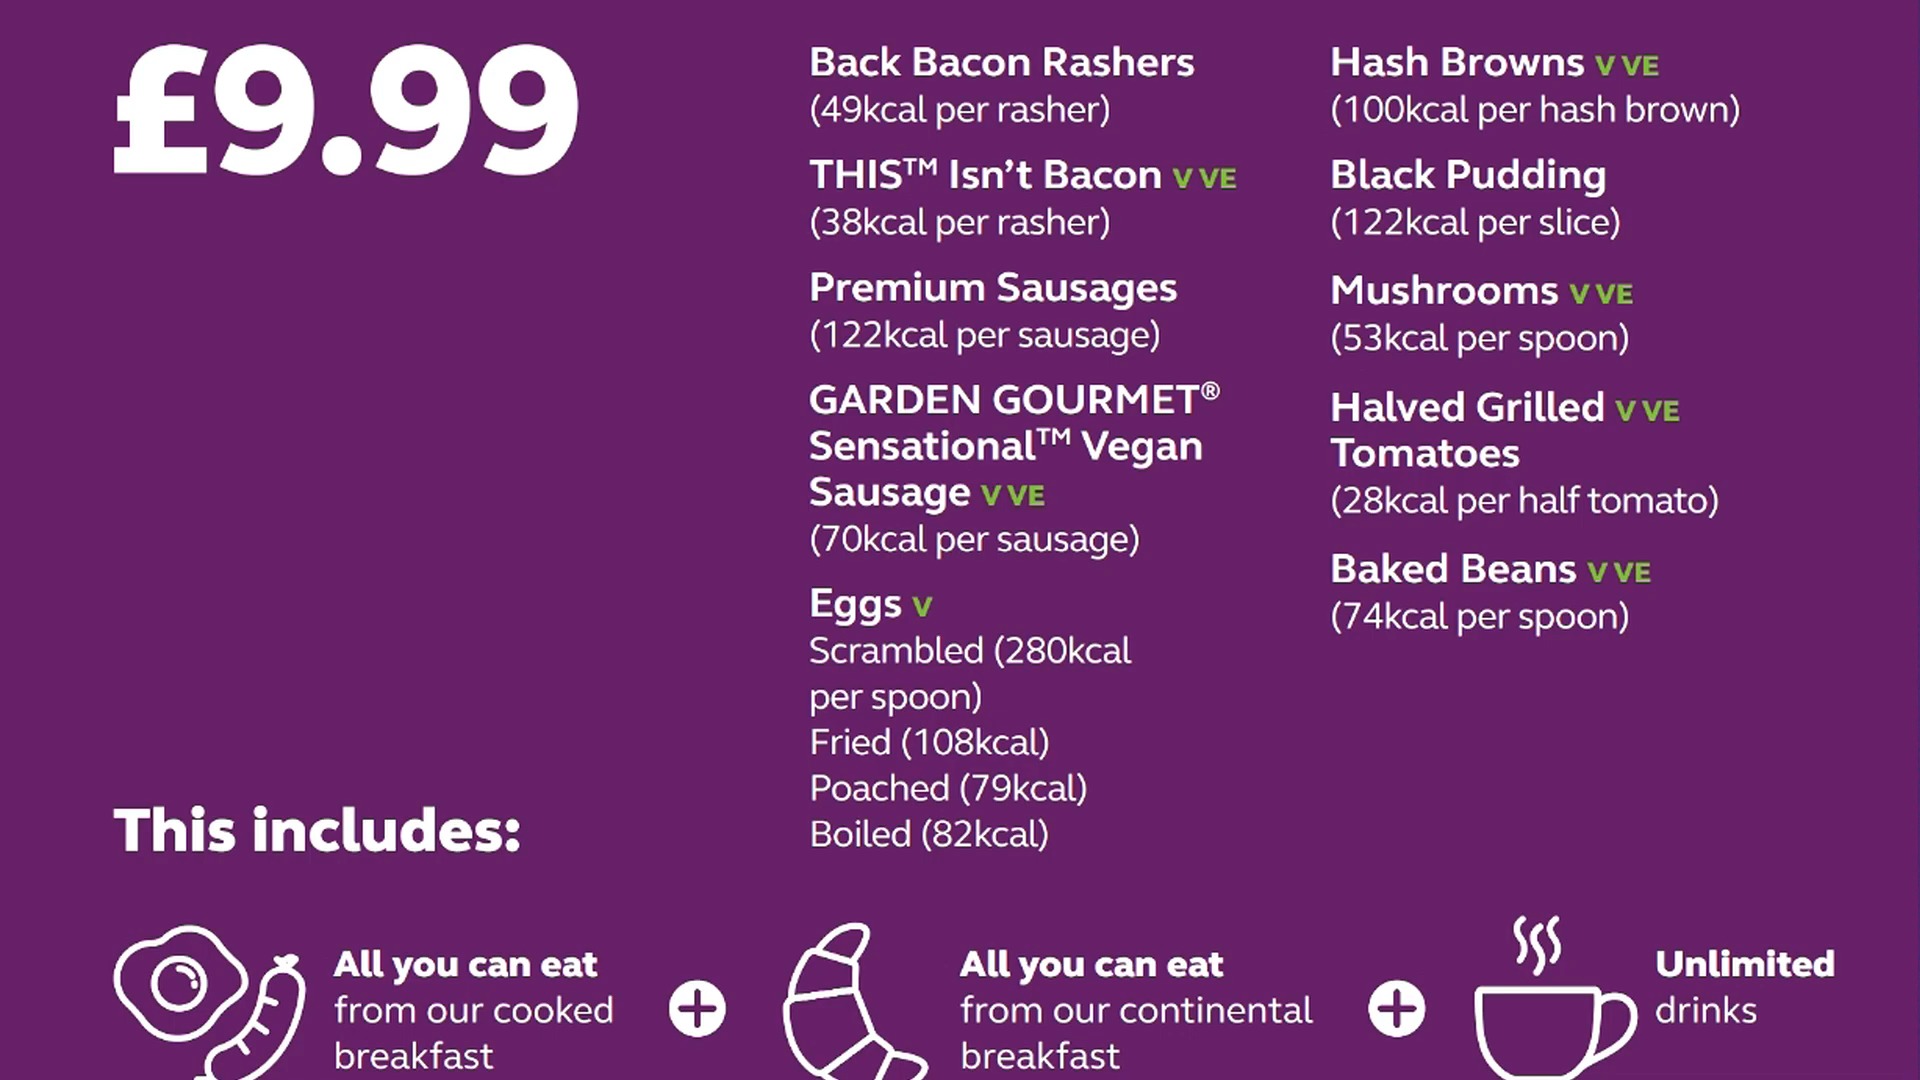 £9.99
Back Bacon Rashers
(49kcal per rasher)
THIS™ Isn’t Bacon V VE
(38kcal per rasher)
Premium Sausages
(122kcal per sausage)
GARDEN GOURMET®
Sensational™ Vegan
Sausage V VE
(70kcal per sausage)
Eggs V
Scrambled (280kcal
per spoon)
Fried (108kcal)
Poached (79kcal)
Boiled (82kcal)
Hash Browns V VE
(100kcal per hash brown)
Black Pudding
(122kcal per slice)
Mushrooms V VE
(53kcal per spoon)
Halved Grilled V VE
Tomatoes
(28kcal per half tomato)
Baked Beans V VE
(74kcal per spoon)
This includes:
All you can eat
from our cooked
breakfast
All you can eat
from our continental
breakfast
Unlimited
drinks